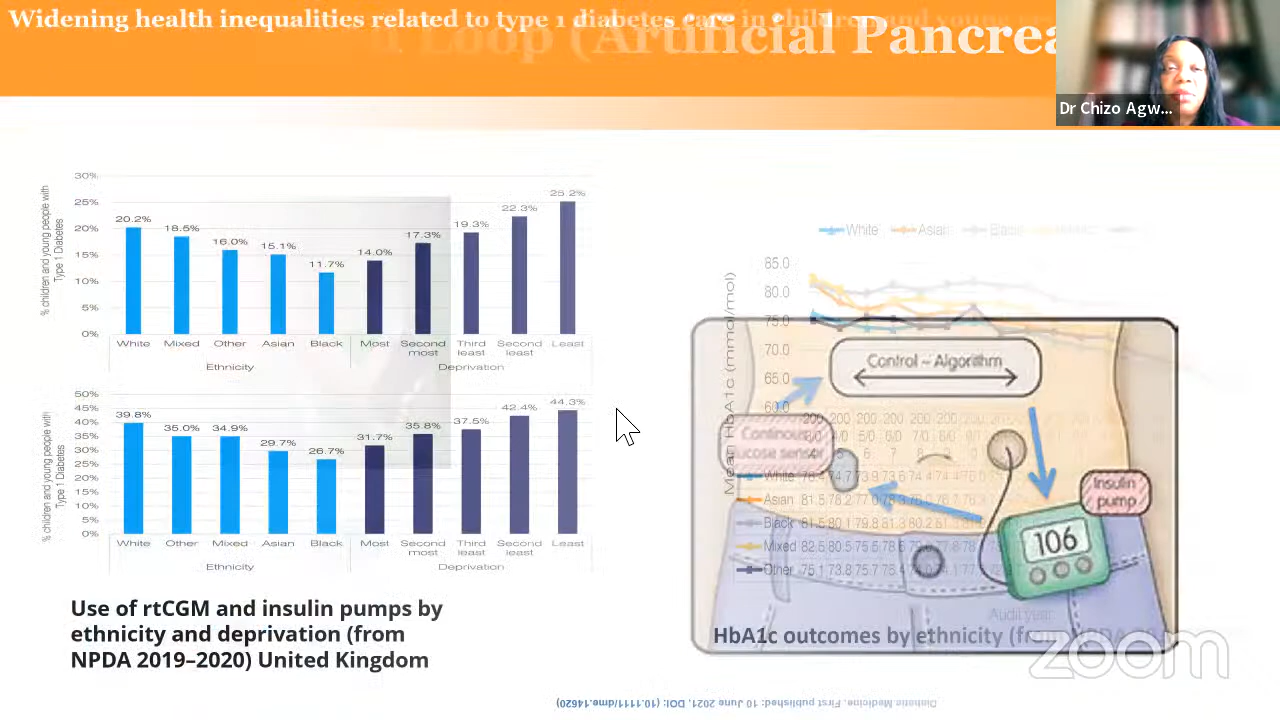 Widening health inequalities related to type 1 diabetes care in children and young
Loop (Artificial Pancrea
Dr Chizo Agw...
% children and young people with
Type 1 Diabetes
30%
25%
20%
15%
10%
5%
0%
20.2%
18.5%
16.0%
15.1%
11.7%
14.0%
17.3%
19.3%
22.3%
25.2%
White Mixed Other Asian Black Most Second most Third least Second least Least
Ethnicity Deprivation
% children and young people with
Type 1 Diabetes
50%
45%
40%
35%
30%
25%
20%
15%
10%
5%
0%
39.8%
35.0%
34.9%
29.7%
26.7%
31.7%
35.8%
37.5%
42.4%
44.3%
White Other Mixed Asian Black Most Second most Third least Second least Least
Ethnicity Deprivation
Use of rtCGM and insulin pumps by
ethnicity and deprivation (from
NPDA 2019–2020) United Kingdom
White Asian Black
Mean HbA1c (mmol/mol)
85.0
80.0
75.0
70.0
65.0
60.0
Control – Algorithm
Insulin
pump
106
White
Asian
Black
Mixed
Other
Audit year
HbA1c outcomes by ethnicity
zoom
Diabetic Medicine, First published: 10 June 2021, DOI: (10.1111/dme.14620)